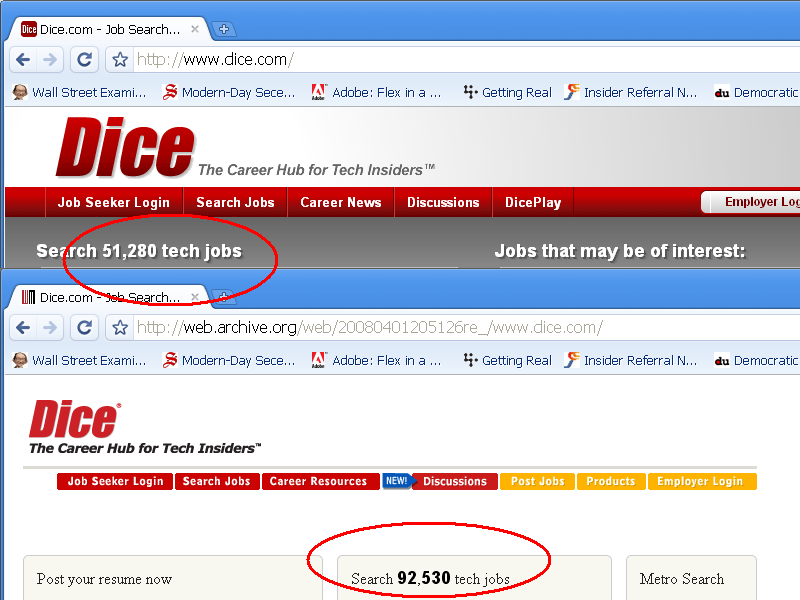 Dice Dice.com - Job Search...
http://www.dice.com/
Wall Street Exami... Modern-Day Sece... Adobe: Flex in a ... Getting Real Insider Referral N... du Democratic
Dice The Career Hub for Tech Insiders™
Job Seeker Login Search Jobs Career News Discussions DicePlay Employer Log
Search 51,280 tech jobs Jobs that may be of interest:
Dice.com - Job Search...
http://web.archive.org/web/20080401205126re_/www.dice.com/
Wall Street Exami... Modern-Day Sece... Adobe: Flex in a ... Getting Real Insider Referral N... du Democratic
Dice®
The Career Hub for Tech Insiders™
Job Seeker Login Search Jobs Career Resources NEW! Discussions Post Jobs Products Employer Login
Post your resume now Search 92,530 tech jobs Metro Search